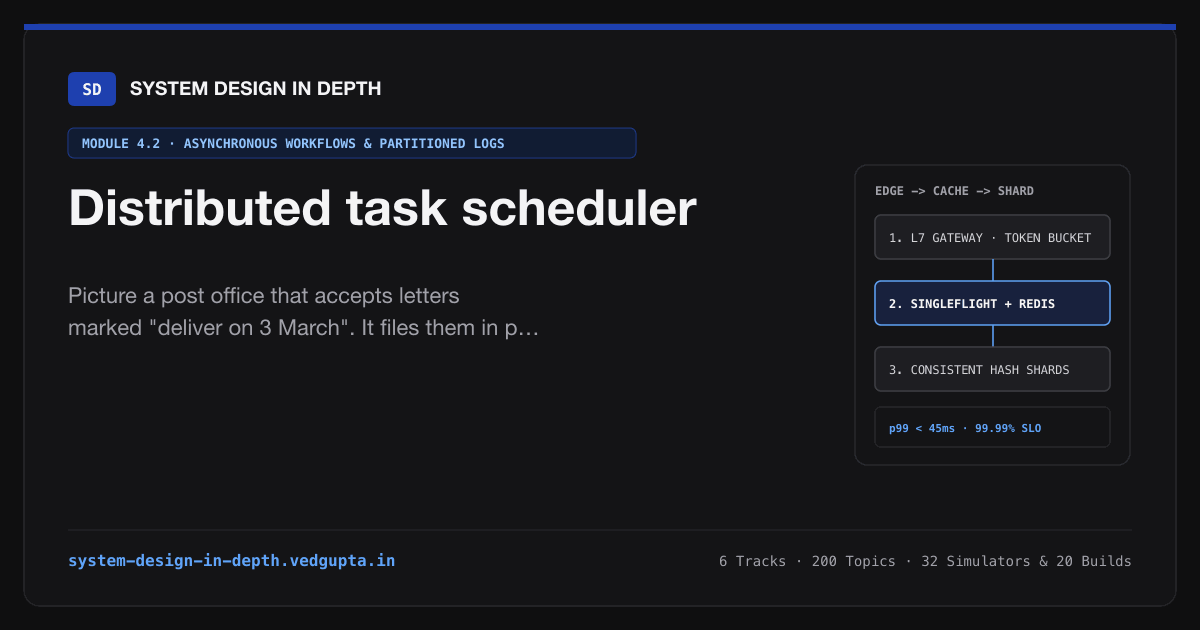 SD
SYSTEM DESIGN IN DEPTH
MODULE 4.2 · ASYNCHRONOUS WORKFLOWS & PARTITIONED LOGS
Distributed task scheduler
Picture a post office that accepts letters
marked "deliver on 3 March". It files them in p…
EDGE –> CACHE –> SHARD
1. L7 GATEWAY · TOKEN BUCKET
2. SINGLEFLIGHT + REDIS
3. CONSISTENT HASH SHARDS
p99 < 45ms · 99.99% SLO
system-design-in-depth.vedgupta.in
6 Tracks · 200 Topics · 32 Simulators & 20 Builds